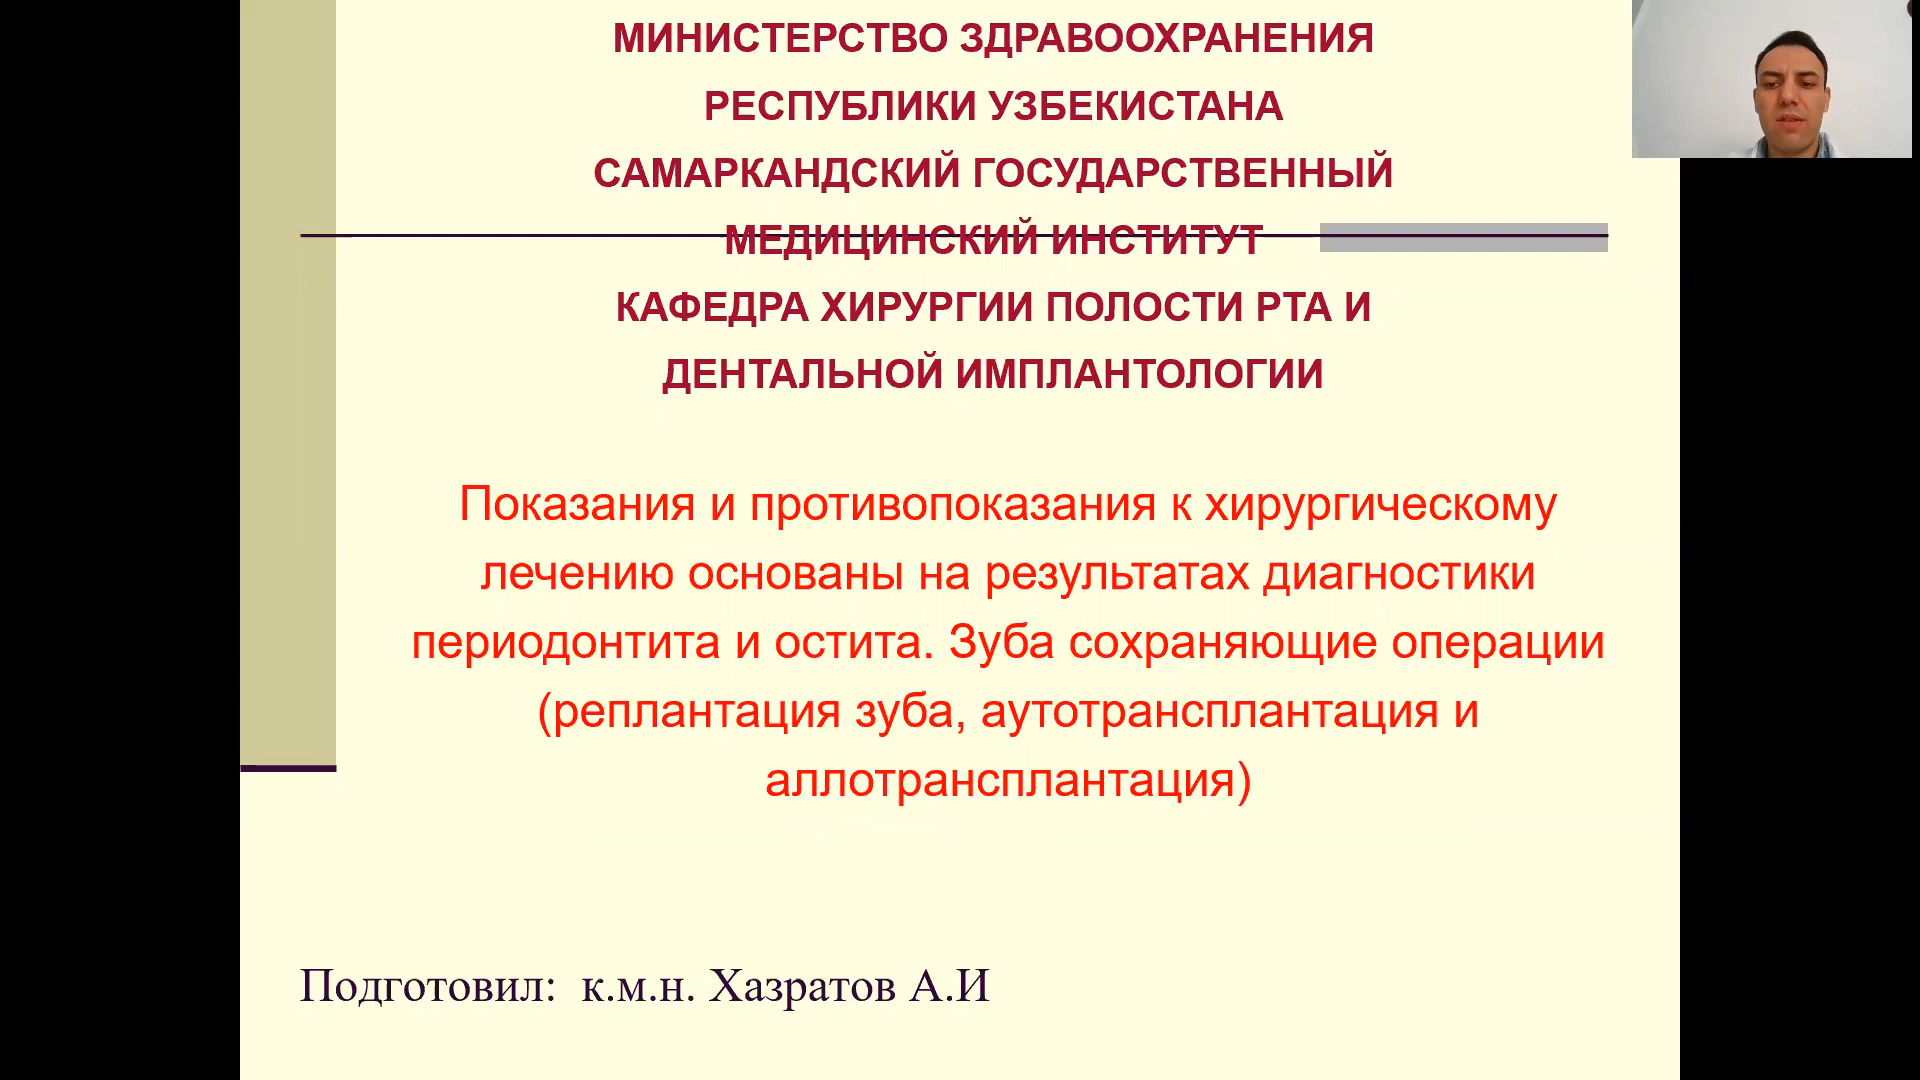 МИНИСТЕРСТВО ЗДРАВООХРАНЕНИЯ
РЕСПУБЛИКИ УЗБЕКИСТАНА
САМАРКАНДСКИЙ ГОСУДАРСТВЕННЫЙ
МЕДИЦИНСКИЙ ИНСТИТУТ
КАФЕДРА ХИРУРГИИ ПОЛОСТИ РТА И
ДЕНТАЛЬНОЙ ИМПЛАНТОЛОГИИ
Показания и противопоказания к хирургическому
лечению основаны на результатах диагностики
периодонтита и остита. Зуба сохраняющие операции
(реплантация зуба, аутотрансплантация и
аллотрансплантация)
Подготовил: к.м.н. Хазратов А.И